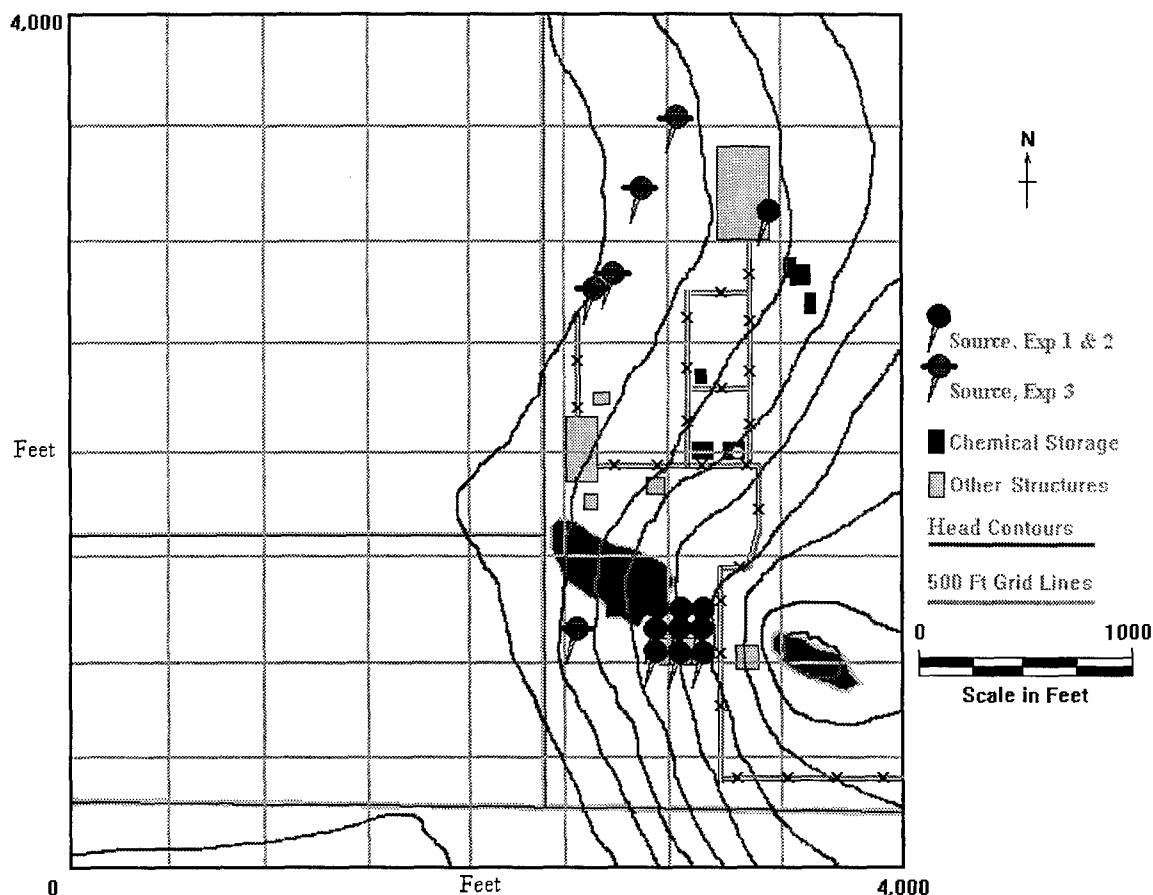 4,000
N
Source, Exp 1 & 2
Source, Exp 3
Feet
Chemical Storage
Other Structures
Head Contours
500 Ft Grid Lines
0 1000
Scale in Feet
0 Feet 4,000